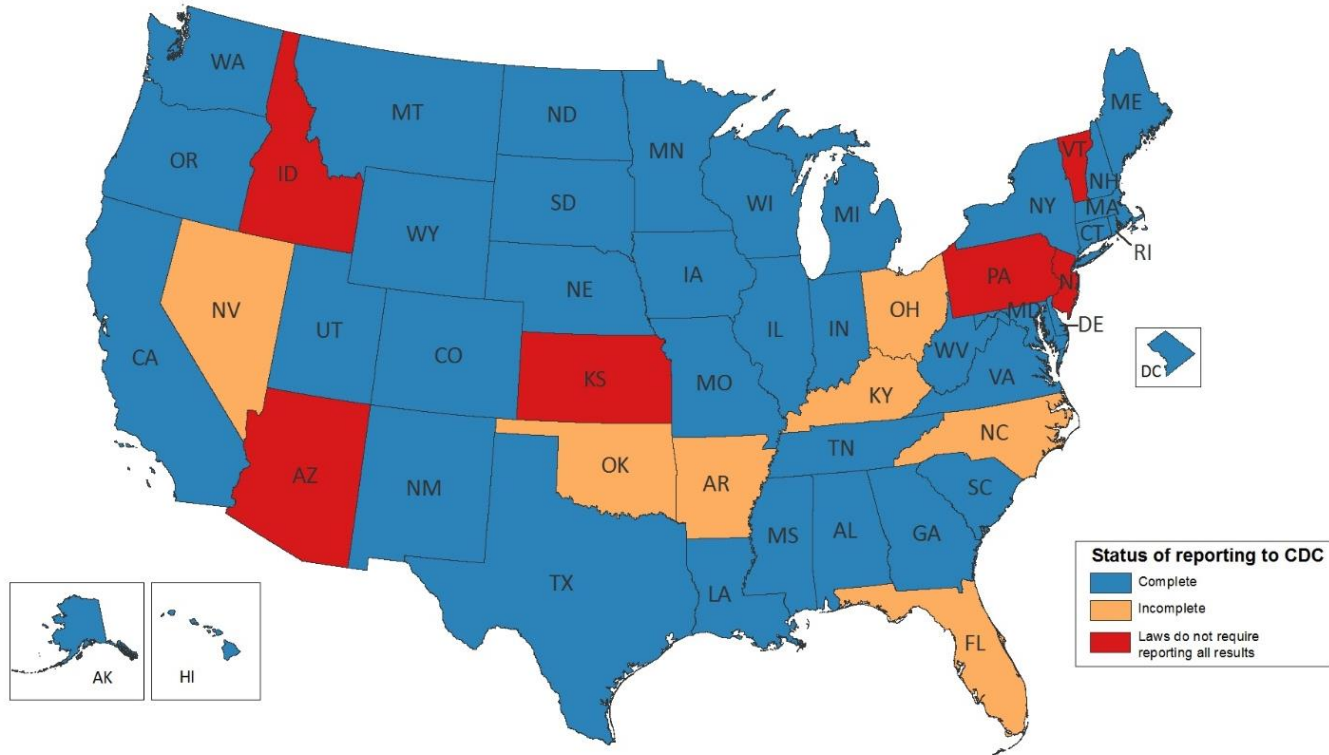 WA
MT
ND
MN
ME
OR
ID
SD
WI
MI
VT
NH
NY
MA
CT
RI
WY
IA
PA
NJ
NE
OH
MD
DE
NV
UT
CO
IL
IN
WV
VA
DC
CA
KS
MO
KY
AZ
NM
OK
AR
TN
NC
SC
MS
AL
GA
TX
LA
FL
AK
HI
Status of reporting to CDC
Complete
Incomplete
Laws do not require
reporting all results